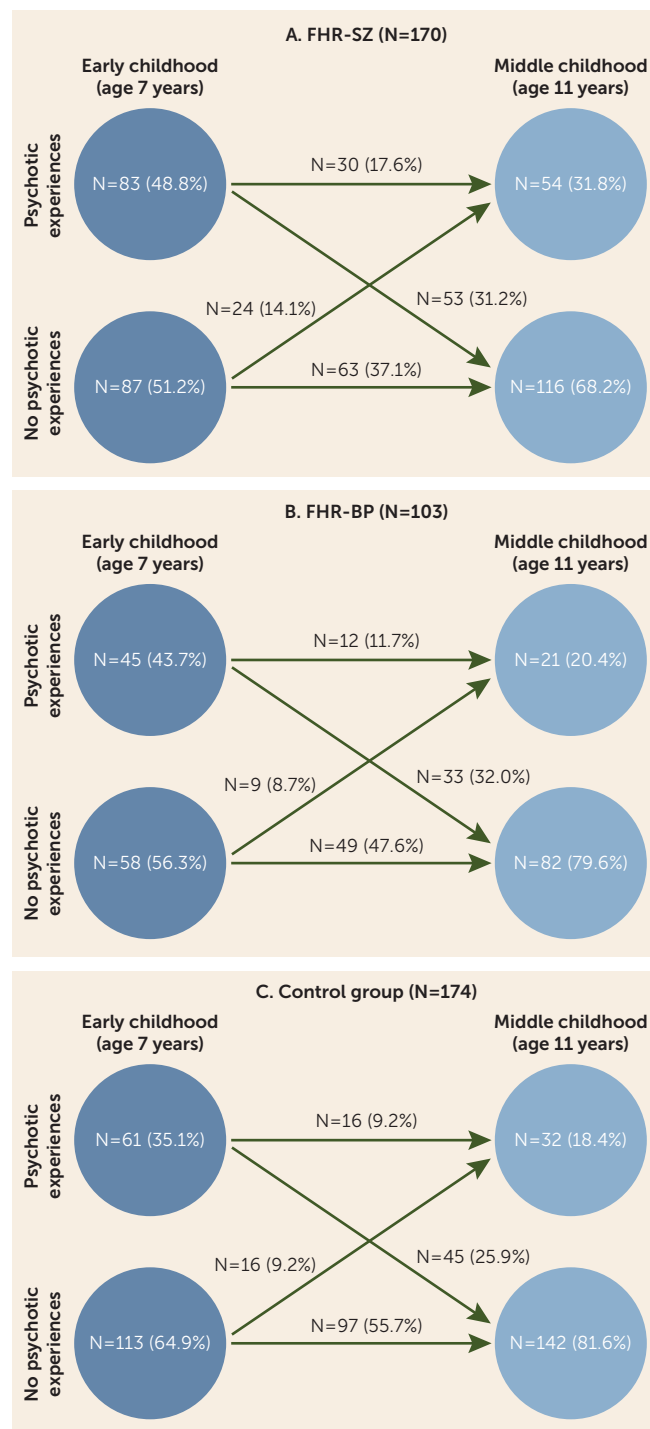 A. FHR-SZ (N=170)
Early childhood
(age 7 years)
Middle childhood
(age 11 years)
Psychotic
experiences
N=83 (48.8%)
N=30 (17.6%)
N=54 (31.8%)
N=24 (14.1%)
N=53 (31.2%)
No psychotic
experiences
N=87 (51.2%)
N=63 (37.1%)
N=116 (68.2%)
B. FHR-BP (N=103)
Early childhood
(age 7 years)
Middle childhood
(age 11 years)
Psychotic
experiences
N=45 (43.7%)
N=12 (11.7%)
N=21 (20.4%)
N=9 (8.7%)
N=33 (32.0%)
No psychotic
experiences
N=58 (56.3%)
N=49 (47.6%)
N=82 (79.6%)
C. Control group (N=174)
Early childhood
(age 7 years)
Middle childhood
(age 11 years)
Psychotic
experiences
N=61 (35.1%)
N=16 (9.2%)
N=32 (18.4%)
N=16 (9.2%)
N=45 (25.9%)
No psychotic
experiences
N=113 (64.9%)
N=97 (55.7%)
N=142 (81.6%)